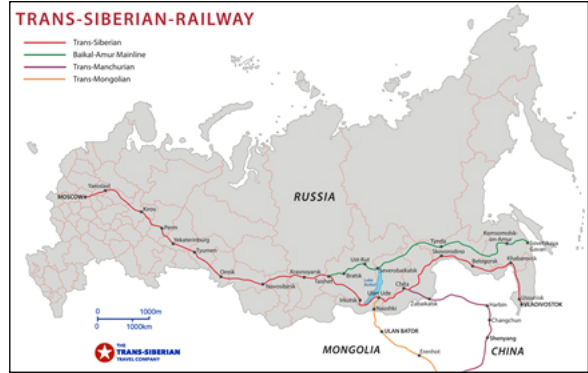 TRANS-SIBERIAN-RAILWAY
Trans-Siberian
Baikal-Amur Mainline
Trans-Manchurian
Trans-Mongolian
RUSSIA
Yaroslavl
MOSCOW
Kirov
Perm
Yekaterinburg
Tyumen
Omsk
Novosibirsk
Krasnoyarsk
Taishet
Bratsk
Ust-Kut
Severobaikalsk
Lake
Baikal
Irkutsk
Ulan Ude
Naushki
Chita
Zabaikalsk
Tynda
Skovorodino
Belogorsk
Komsomolsk
on-Amur
Sovetskaya
Gavan
Khabarovsk
Ussurisk
VLADIVOSTOK
Harbin
Changchun
Shenyang
ULAN BATOR
Erenhot
MONGOLIA
CHINA
0 1000m
0 1000km
THE
TRANS-SIBERIAN
TRAVEL COMPANY